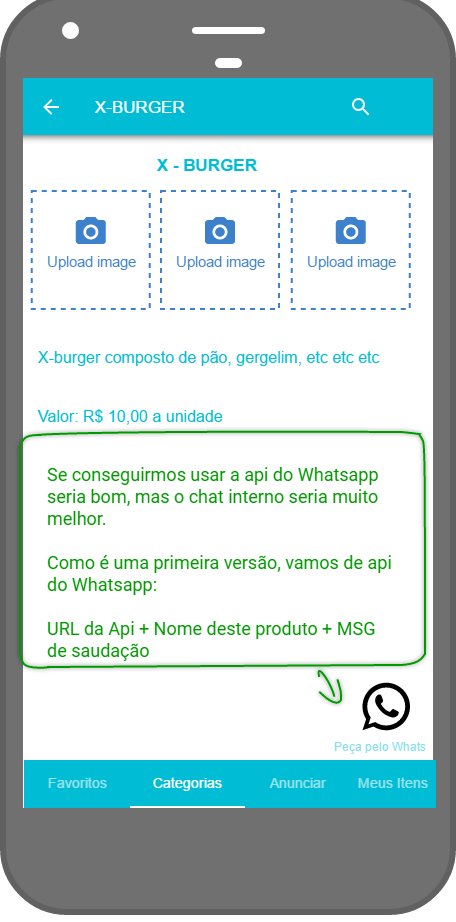 X-BURGER
X - BURGER
Upload image Upload image Upload image
X-burger composto de pão, gergelim, etc etc etc
Valor: R$ 10,00 a unidade
Se conseguirmos usar a api do Whatsapp
seria bom, mas o chat interno seria muito
melhor.
Como é uma primeira versão, vamos de api
do Whatsapp:
URL da Api + Nome deste produto + MSG
de saudação
Peça pelo Whats
Favoritos Categorias Anunciar Meus Itens